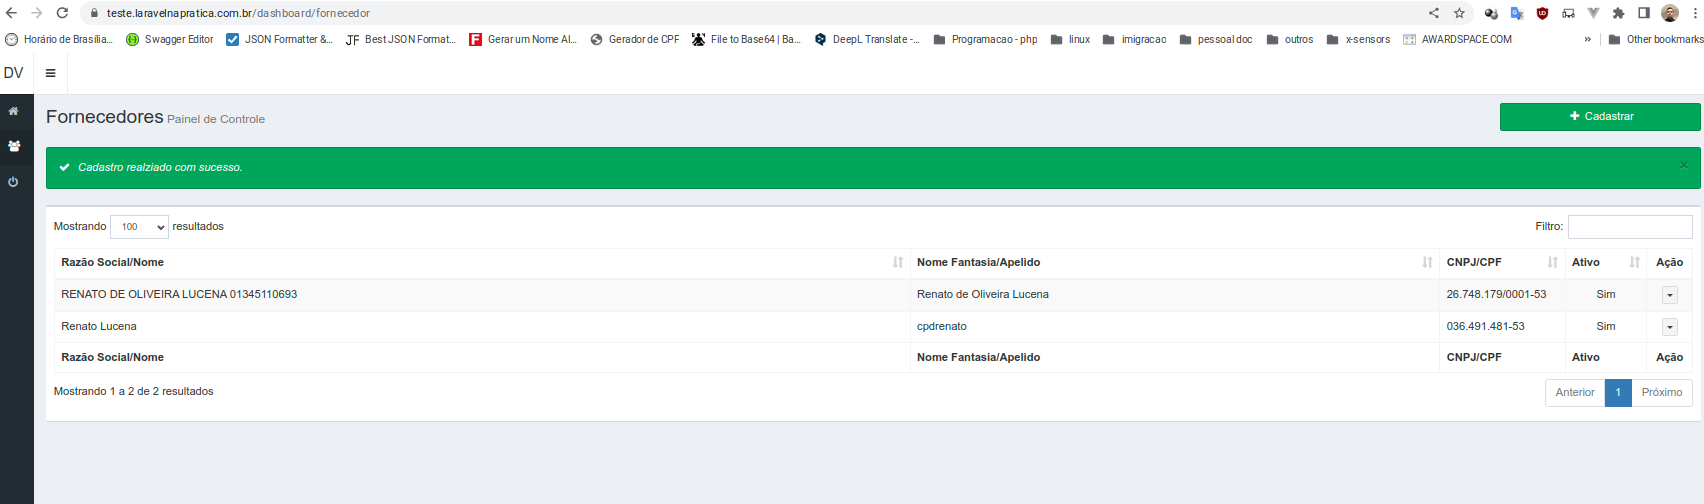 teste.laravelnapratica.com.br/dashboard/fornecedor
Horário de Brasília... Swagger Editor JSON Formatter &... Best JSON Format... Gerar um Nome Al... Gerador de CPF File to Base64 | Ba... DeepL Translate -... Programacao - php linux imigracao pessoal doc outros x-sensors AWARDSPACE.COM » Other bookmarks
DV
Fornecedores Painel de Controle
Cadastrar
Cadastro realziado com sucesso.
×
Mostrando 100 resultados
Filtro:
Razão Social/Nome Nome Fantasia/Apelido CNPJ/CPF Ativo Ação
RENATO DE OLIVEIRA LUCENA 01345110693 Renato de Oliveira Lucena 26.748.179/0001-53 Sim
Renato Lucena cpdrenato 036.491.481-53 Sim
Razão Social/Nome Nome Fantasia/Apelido CNPJ/CPF Ativo Ação
Mostrando 1 a 2 de 2 resultados
Anterior 1 Próximo